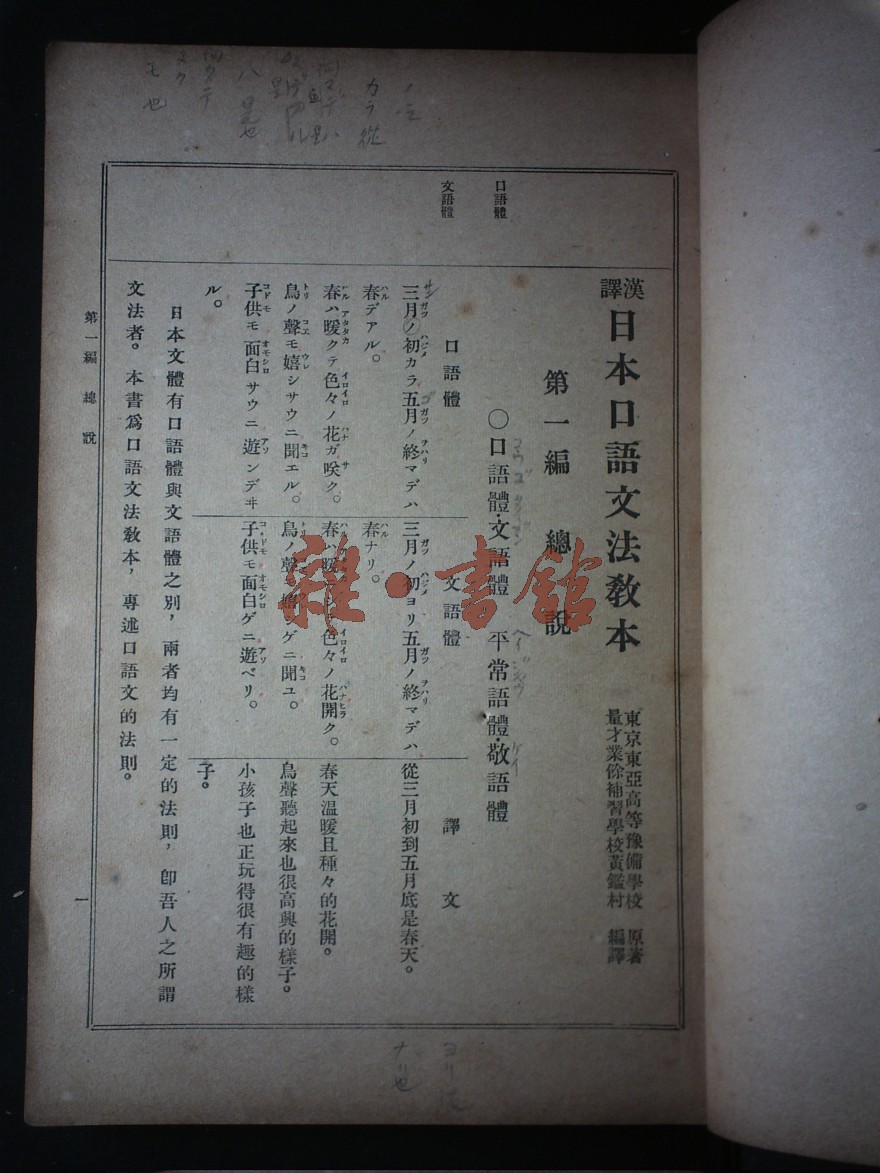 漢譯日本口語文法敎本
東京東亞高等豫備學校 原著
量才業餘補習學校黃鑑村 編譯
第一編 總說
〇口語體·文語體 平常語體·敬語體
口語體
文語體
口語體
三月ノ初カラ五月ノ終マデハ
春デアル。
春ハ暖クテ色々ノ花ガ咲ク。
鳥ノ聲モ嬉シサウニ聞エル。
子供モ面白サウニ遊ンデヰ
ル。
文語體
三月ノ初ヨリ五月ノ終マデハ
春ナリ。
春ハ暖 色々ノ花開ク。
鳥ノ聲モ ゲニ聞ユ。
子供モ面白ゲニ遊ベリ。
譯文
從三月初到五月底是春天。
春天溫暖且種々的花開。
鳥聲聽起來也很高興的樣子。
小孩子也正玩得很有趣的樣
子。
日本文體有口語體與文語體之別，兩者均有一定的法則，卽吾人之所謂
文法者。本書爲口語文法敎本，專述口語文的法則。
第一編 總說
一
雜·書館
カラ從
ナリ也